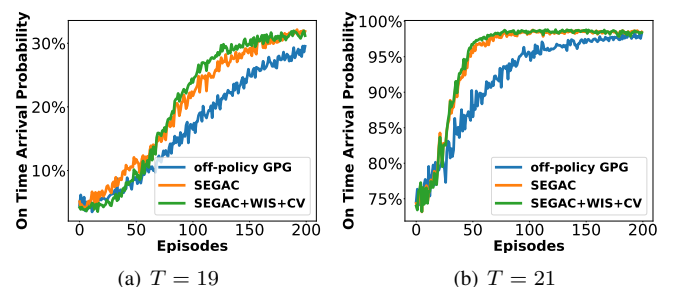 On Time Arrival Probability
30%
20%
10%
off-policy GPG
SEGAC
SEGAC+WIS+CV
0 50 100 150 200
Episodes
(a) T = 19
On Time Arrival Probability
100%
95%
90%
85%
80%
75%
off-policy GPG
SEGAC
SEGAC+WIS+CV
0 50 100 150 200
Episodes
(b) T = 21